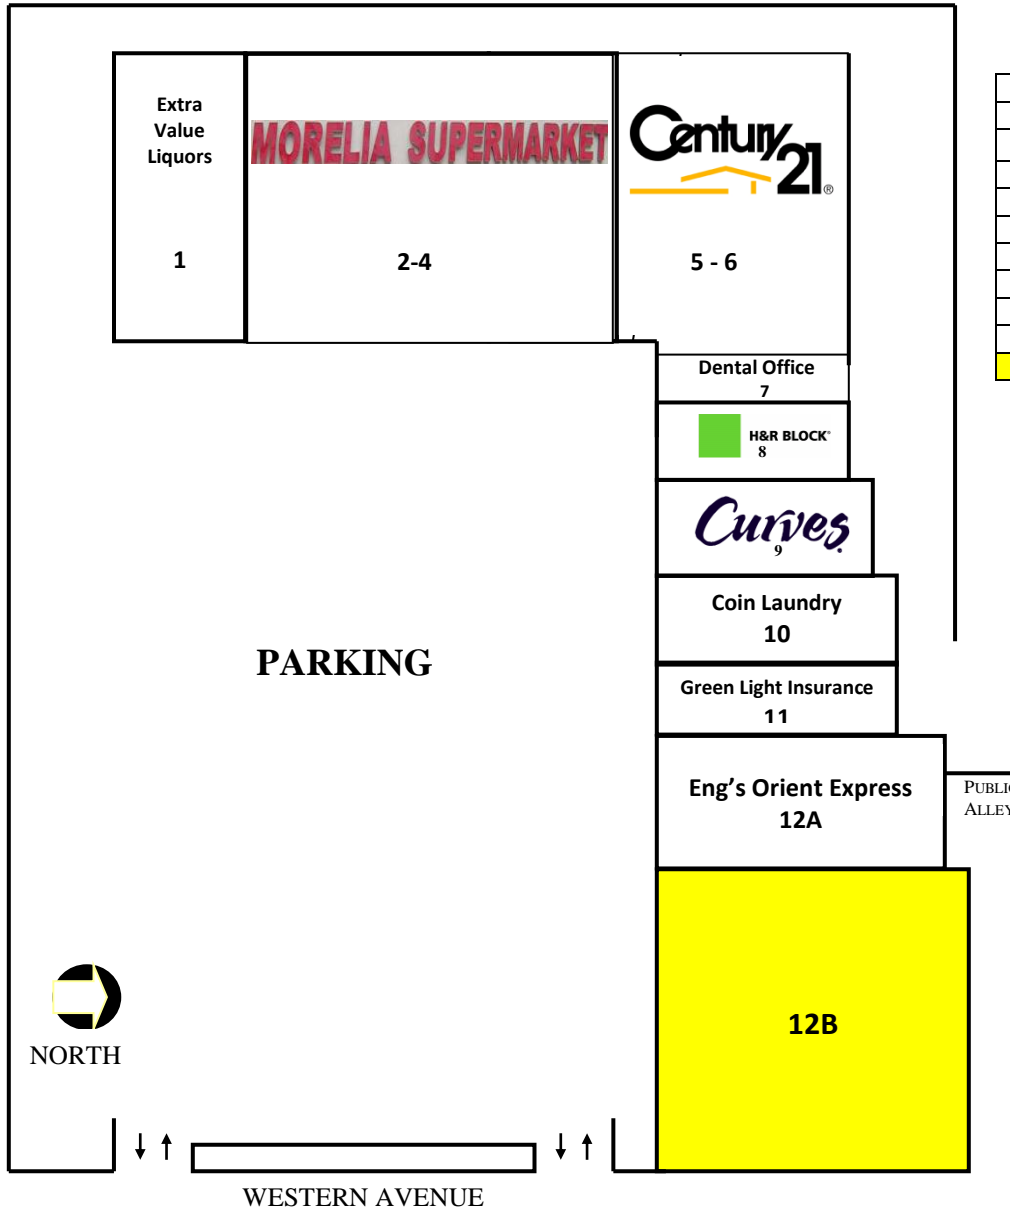 Extra
Value
Liquors
1
MORELIA SUPERMARKET
2-4
Century
21®
5 - 6
Dental Office
7
H&R BLOCK®
8
Curves
9
Coin Laundry
10
Green Light Insurance
11
Eng's Orient Express
12A
12B
PARKING
NORTH
WESTERN AVENUE